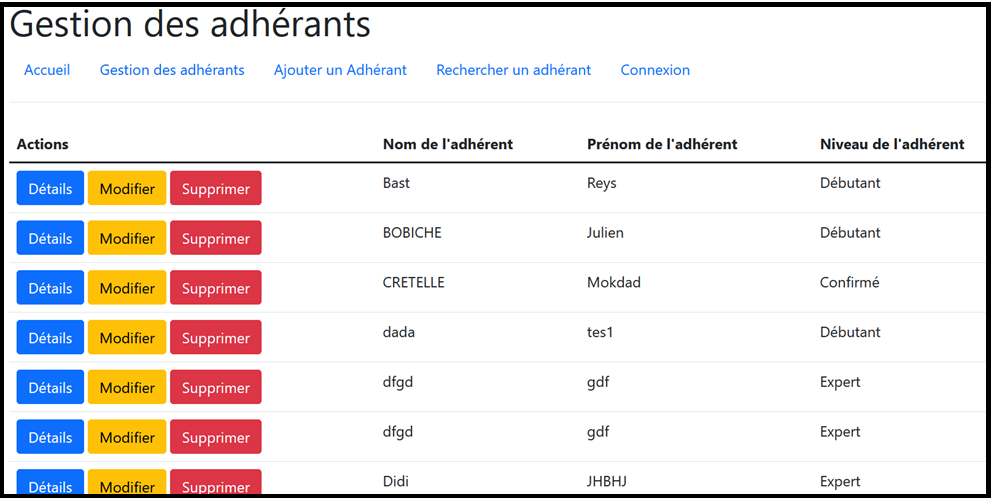 Gestion des adhérants
Accueil Gestion des adhérants Ajouter un Adhérant Rechercher un adhérant Connexion
Actions Nom de l'adhérent Prénom de l'adhérent Niveau de l'adhérent
Détails Modifier Supprimer Bast Reys Débutant
Détails Modifier Supprimer BOBICHE Julien Débutant
Détails Modifier Supprimer CRETELLE Mokdad Confirmé
Détails Modifier Supprimer dada tes1 Débutant
Détails Modifier Supprimer dfgd gdf Expert
Détails Modifier Supprimer dfgd gdf Expert
Détails Modifier Supprimer Didi JHBHJ Expert